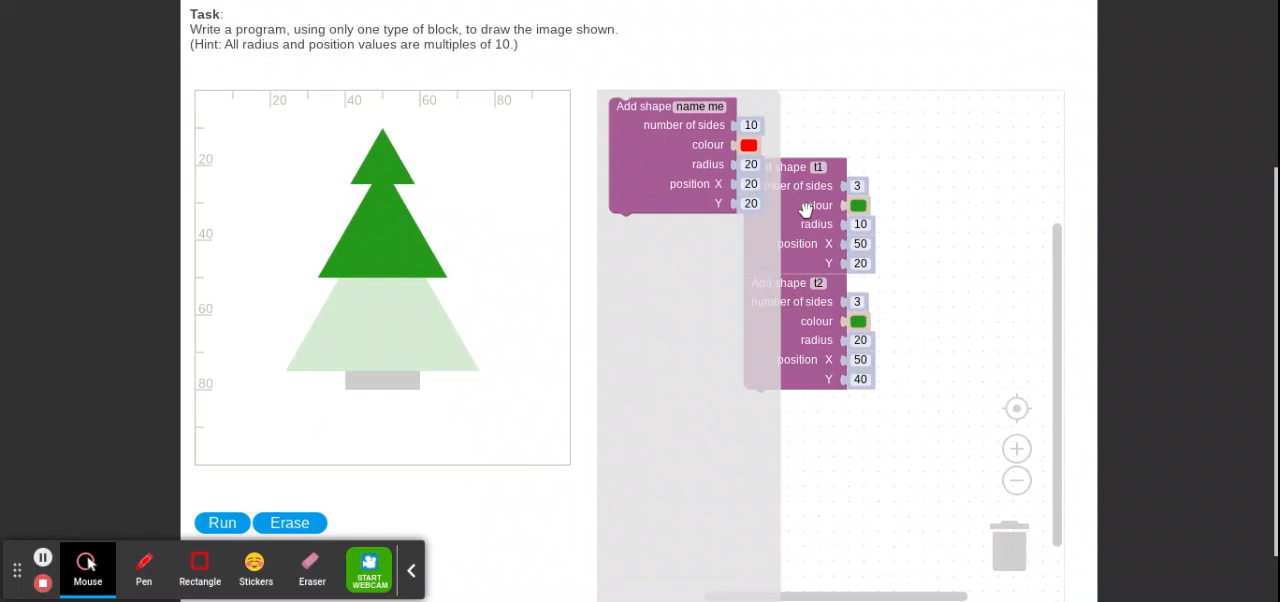 Task:
Write a program, using only one type of block, to draw the image shown.
(Hint: All radius and position values are multiples of 10.)
20 40 60 80
20
40
60
80
Add shape name me
number of sides 10
colour
radius 20
position X 20
Y 20
shape t1
number of sides 3
colour
radius 10
position X 50
Y 20
Add shape t2
number of sides 3
colour
radius 20
position X 50
Y 40
Run Erase
Mouse Pen Rectangle Stickers Eraser START
WEBCAM